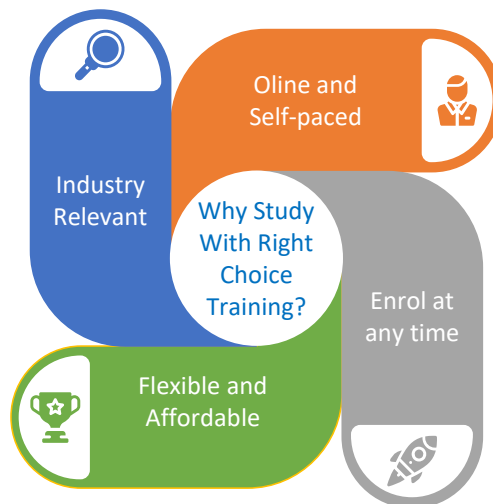 Oline and
Self-paced
Industry
Relevant
Why Study
With Right
Choice
Training?
Enrol at
any time
Flexible and
Affordable